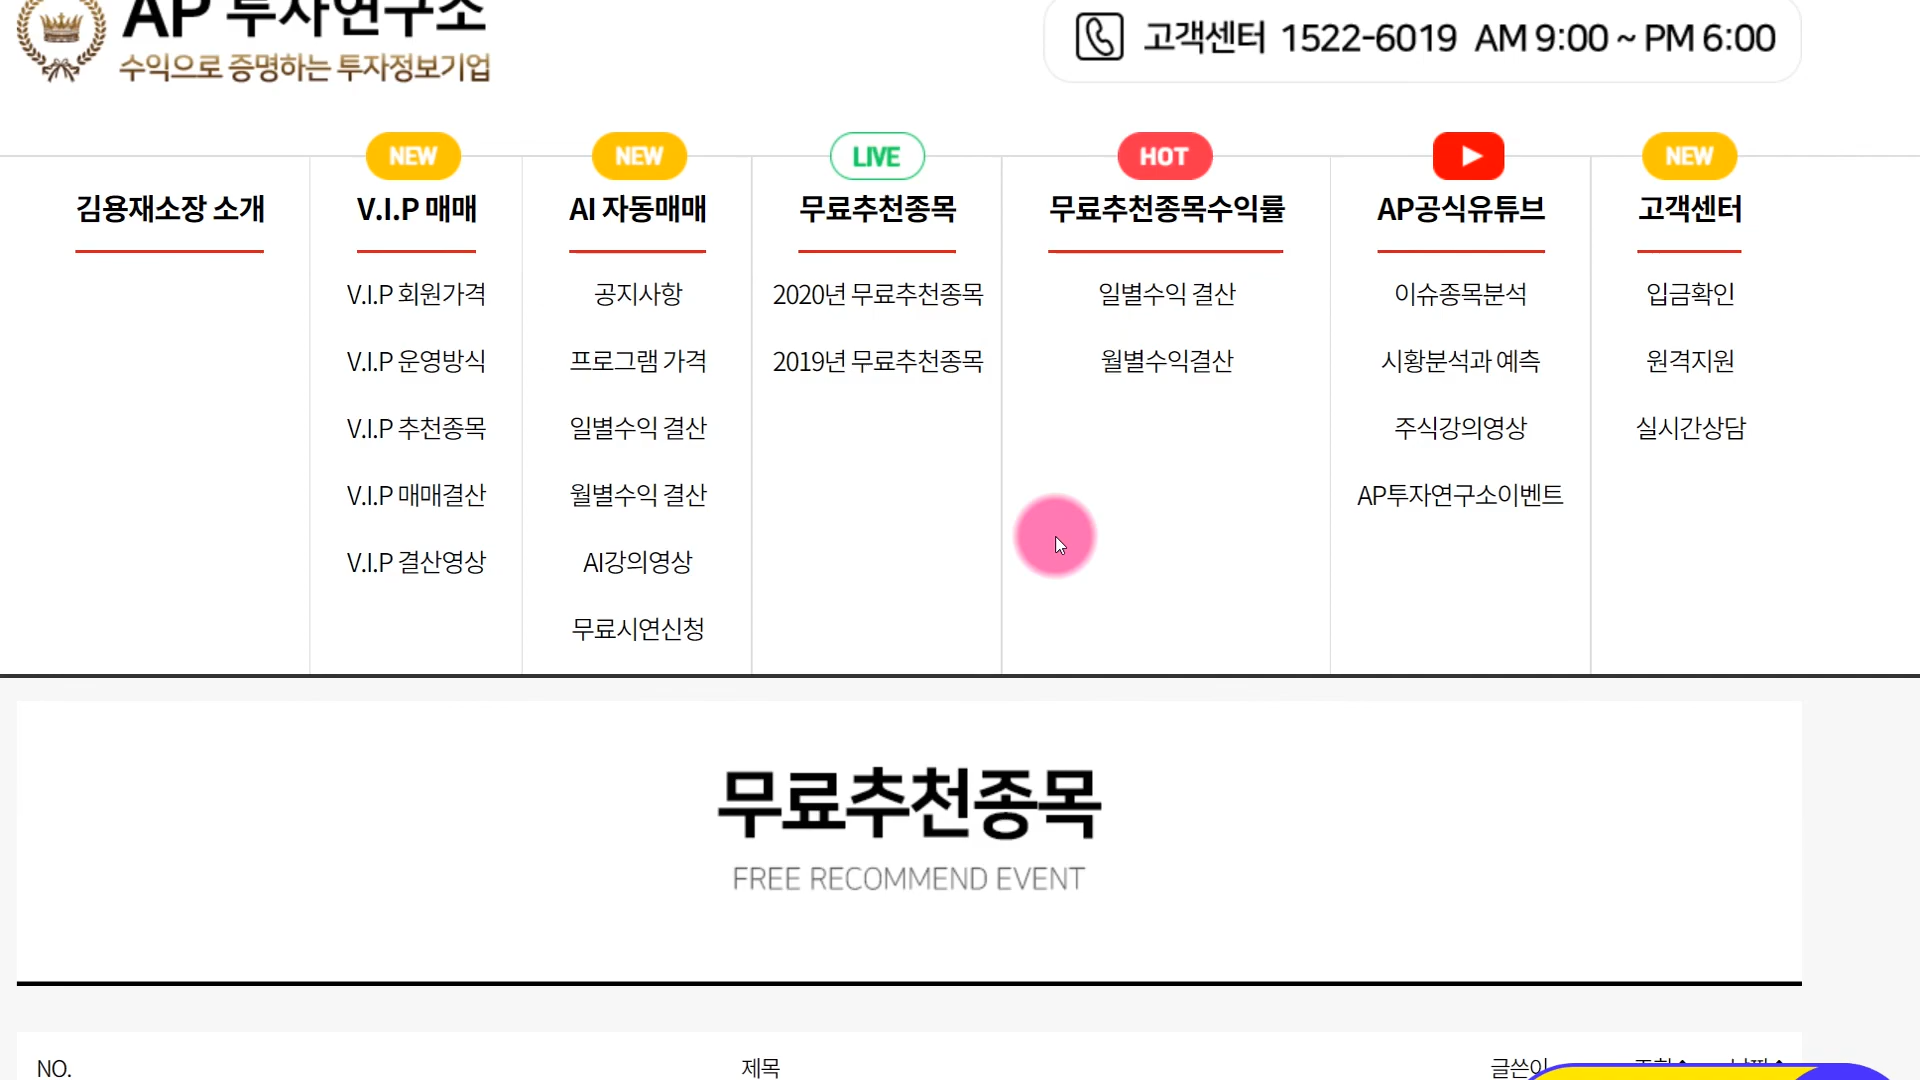 AP 투자연구소
수익으로 증명하는 투자정보기업
고객센터 1522-6019 AM 9:00 ~ PM 6:00
NEW
NEW
LIVE
HOT
NEW
김용재소장 소개
V.I.P 매매
AI 자동매매
무료추천종목
무료추천종목수익률
AP공식유튜브
고객센터
V.I.P 회원가격
공지사항
2020년 무료추천종목
일별수익 결산
이슈종목분석
입금확인
V.I.P 운영방식
프로그램 가격
2019년 무료추천종목
월별수익결산
시황분석과 예측
원격지원
V.I.P 추천종목
일별수익 결산
주식강의영상
실시간상담
V.I.P 매매결산
월별수익 결산
AP투자연구소이벤트
V.I.P 결산영상
AI강의영상
무료시연신청
무료추천종목
FREE RECOMMEND EVENT
NO.
제목
글쓴이